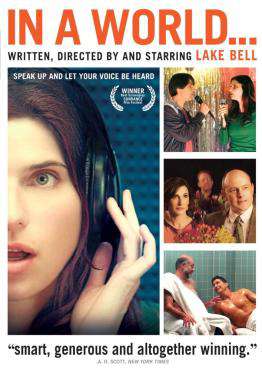 IN A WORLD...
WRITTEN, DIRECTED BY AND STARRING LAKE BELL
SPEAK UP AND LET YOUR VOICE BE HEARD
WINNER
SUNDANCE
“smart, generous and altogether winning.”
A. O. SCOTT, NEW YORK TIMES